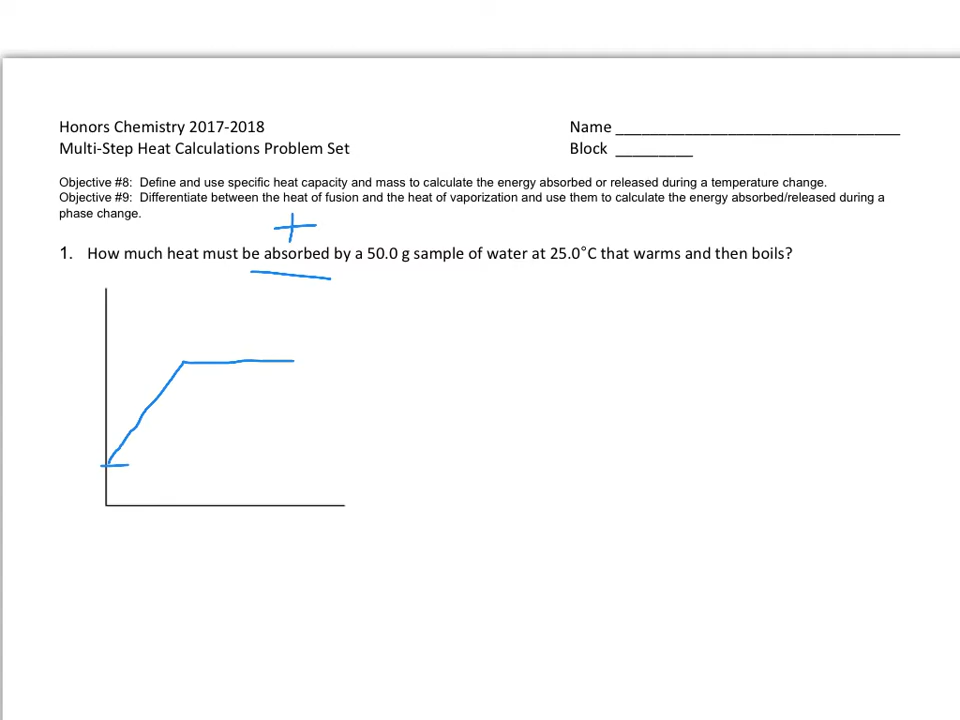 Honors Chemistry 2017-2018 Name _________________________________
Multi-Step Heat Calculations Problem Set Block _________
Objective #8: Define and use specific heat capacity and mass to calculate the energy absorbed or released during a temperature change.
Objective #9: Differentiate between the heat of fusion and the heat of vaporization and use them to calculate the energy absorbed/released during a
phase change.
+
1. How much heat must be absorbed by a 50.0 g sample of water at 25.0°C that warms and then boils?